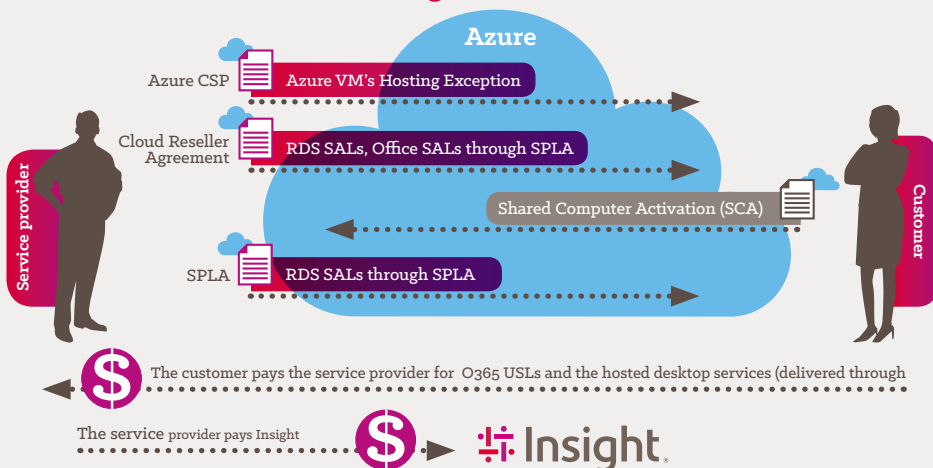 Azure
Azure CSP
Azure VM's Hosting Exception
Cloud Reseller
Agreement
RDS SALs, Office SALs through SPLA
Service provider
Shared Computer Activation (SCA)
Customer
SPLA
RDS SALs through SPLA
$ The customer pays the service provider for O365 USLs and the hosted desktop services (delivered through
The service provider pays Insight
$
Insight.